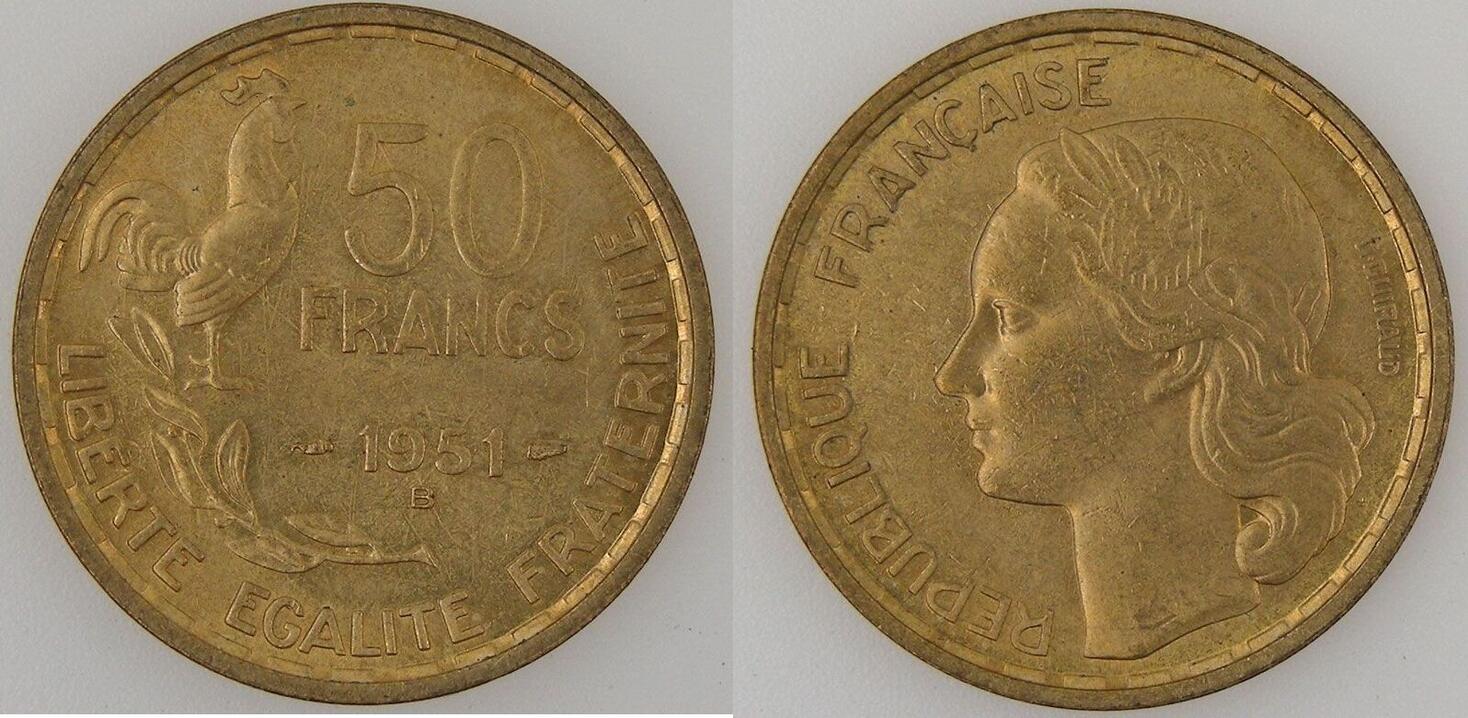 50
FRANCS
1951
B
LIBERTE EGALITE FRATERNITE
REPUBLIQUE FRANÇAISE